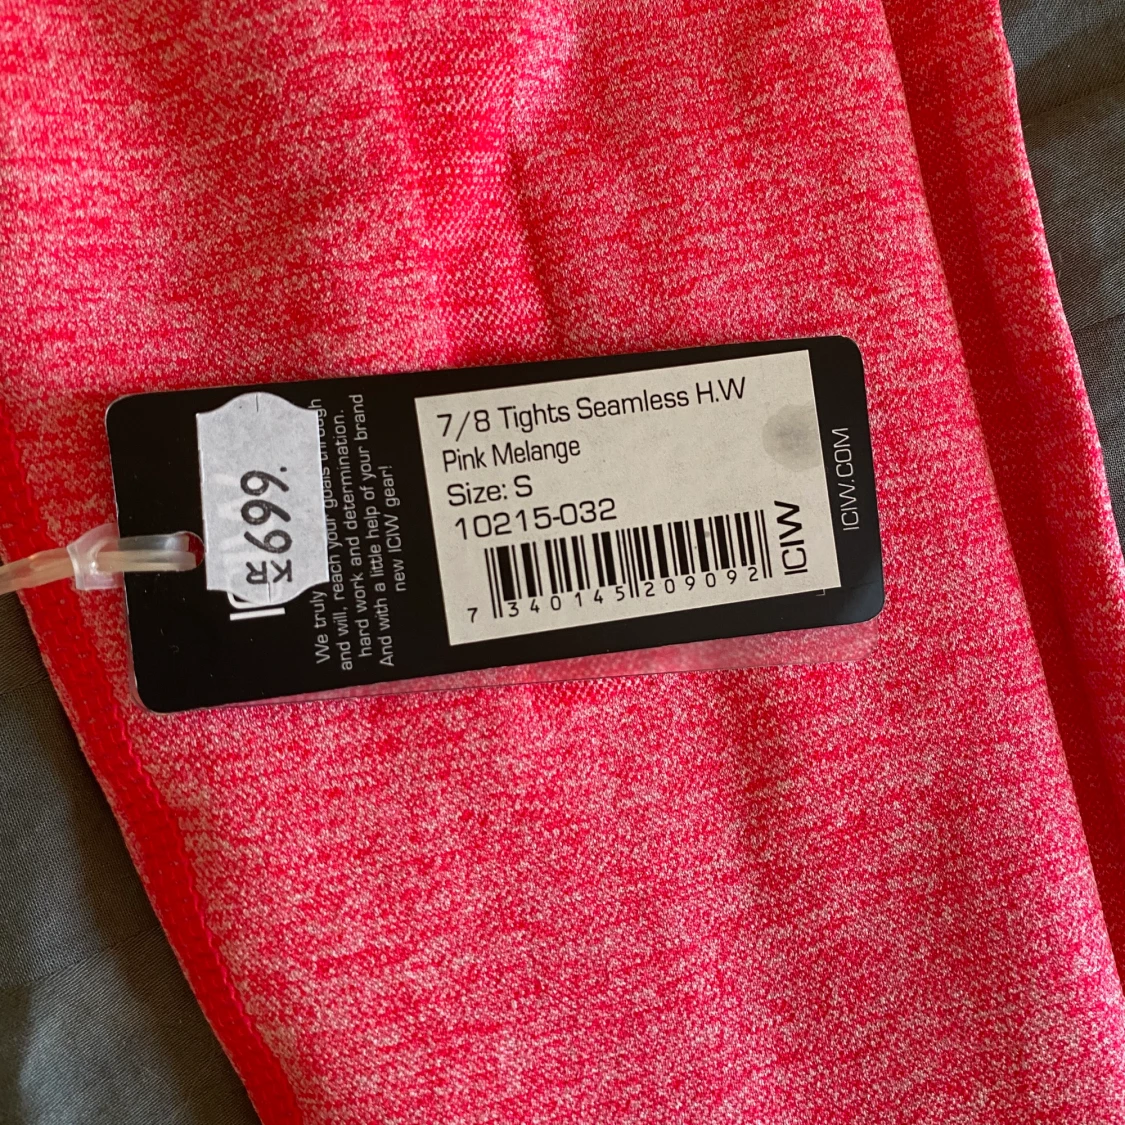 7/8 Tights Seamless H.W
Pink Melange
Size: S
10215-032
7 340145 209092
ICIW
ICIW.COM
KR
699.
We truly reach your goals through
and will, hard work and determination.
And with a little help of your brand
new ICIW gear!